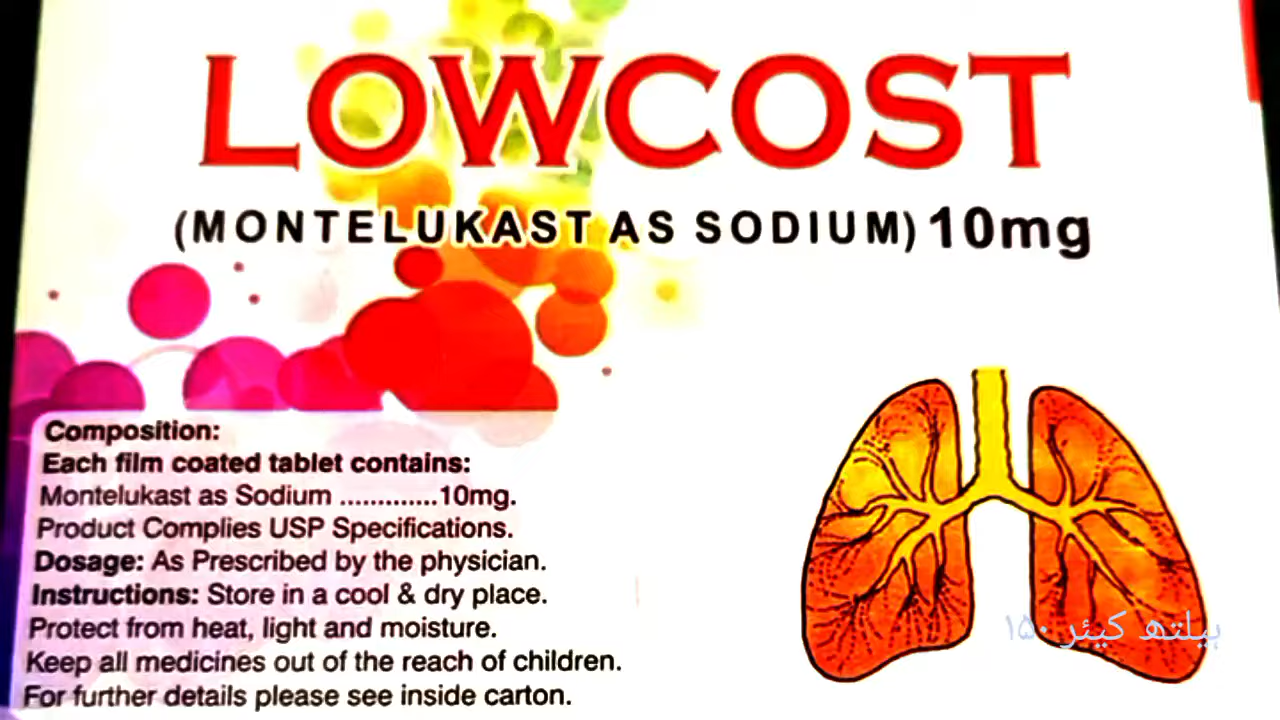 LOWCOST
(MONTELUKAST AS SODIUM) 10mg
Composition:
Each film coated tablet contains:
Montelukast as Sodium .............10mg.
Product Complies USP Specifications.
Dosage: As Prescribed by the physician.
Instructions: Store in a cool & dry place.
Protect from heat, light and moisture.
Keep all medicines out of the reach of children.
For further details please see inside carton.
ہیلتھ کیئر ۱۵۰